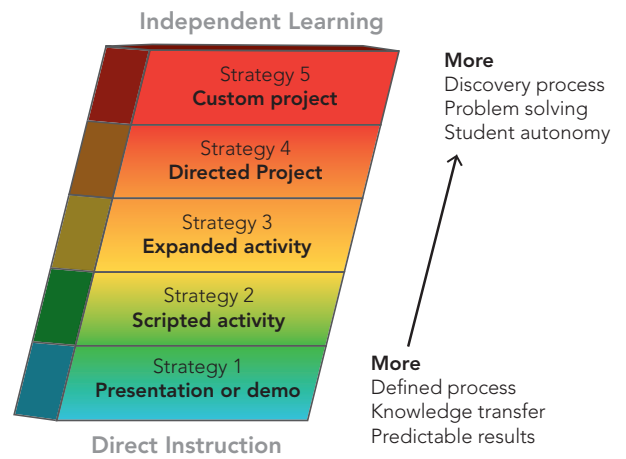 Independent Learning
Strategy 5
Custom project
Strategy 4
Directed Project
Strategy 3
Expanded activity
Strategy 2
Scripted activity
Strategy 1
Presentation or demo
Direct Instruction
More
Discovery process
Problem solving
Student autonomy
More
Defined process
Knowledge transfer
Predictable results